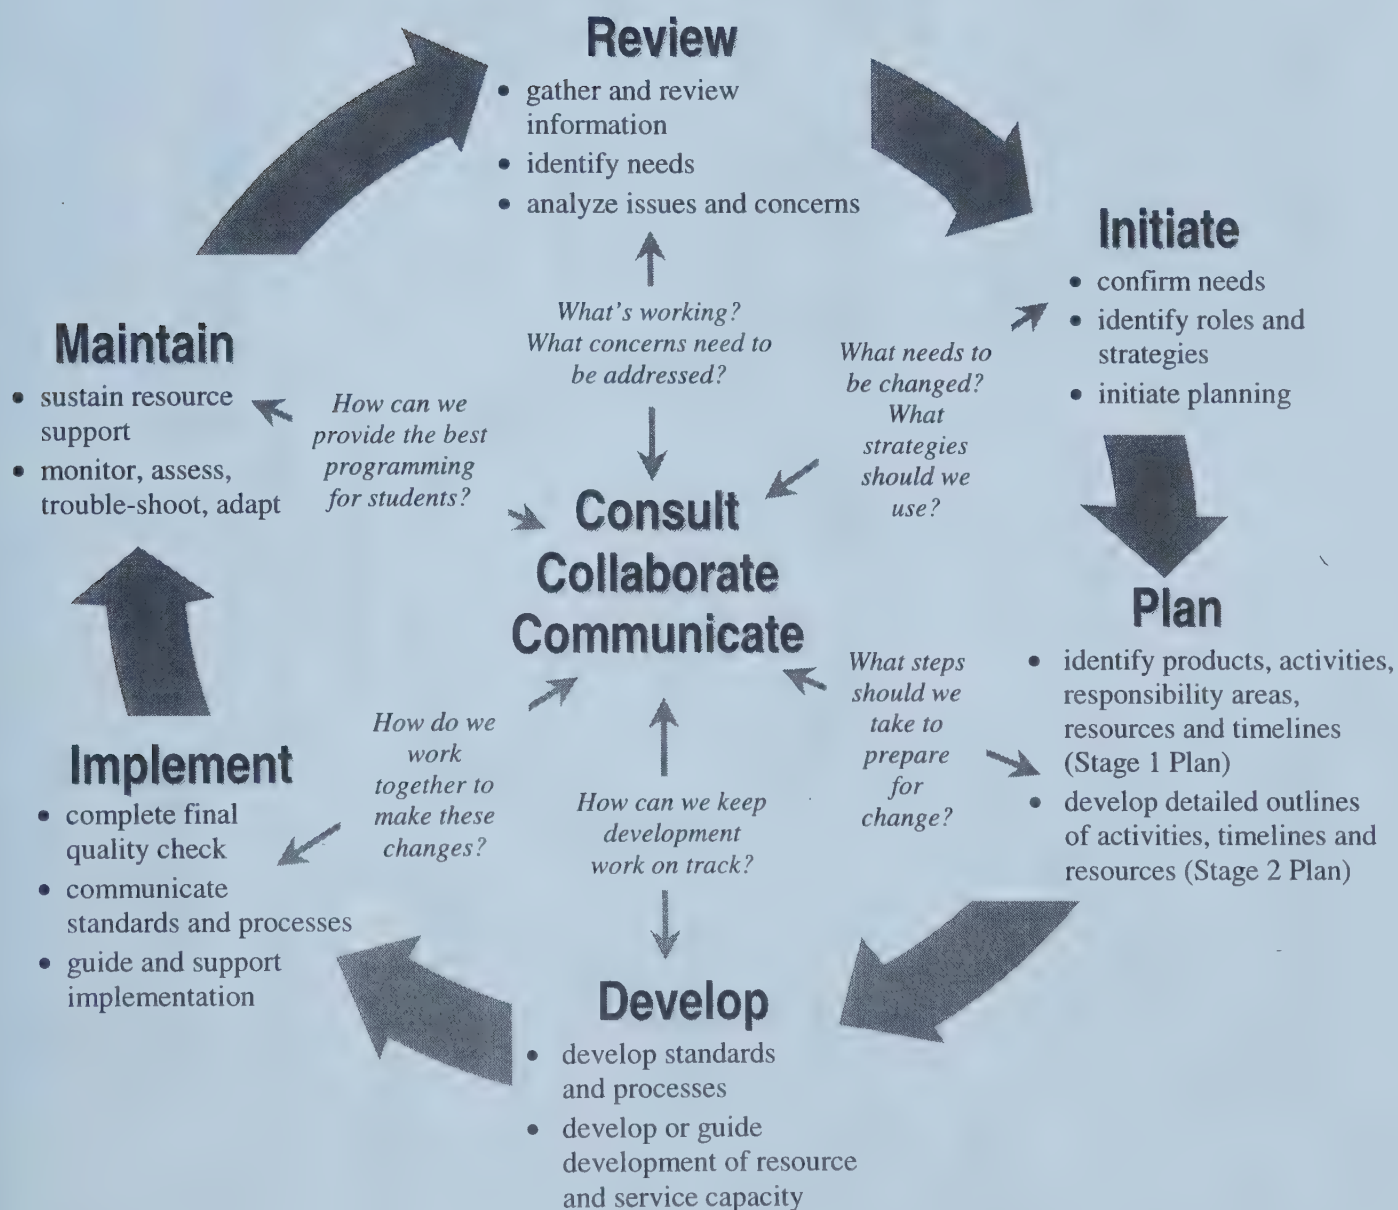 Review
• gather and review
information
• identify needs
• analyze issues and concerns
Initiate
• confirm needs
• identify roles and
strategies
• initiate planning
Plan
• identify products, activities,
responsibility areas,
resources and timelines
(Stage 1 Plan)
• develop detailed outlines
of activities, timelines and
resources (Stage 2 Plan)
Develop
• develop standards
and processes
• develop or guide
development of resource
and service capacity
Implement
• complete final
quality check
• communicate
standards and processes
• guide and support
implementation
Maintain
• sustain resource
support
• monitor, assess,
trouble-shoot, adapt
What's working?
What concerns need to
be addressed?
What needs to
be changed?
What
strategies
should we
use?
What steps
should we
take to
prepare
for
change?
How can we keep
development
work on track?
How do we
work
together to
make these
changes?
How can we
provide the best
programming
for students?
Consult
Collaborate
Communicate